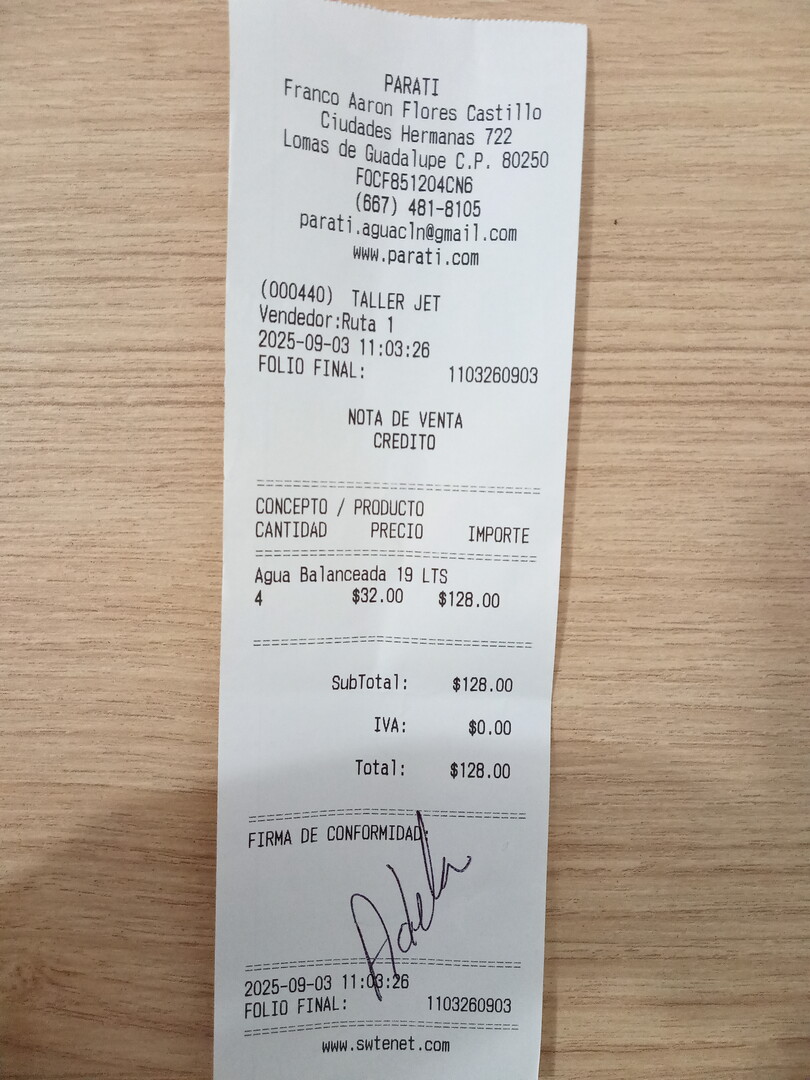 PARATI
Franco Aaron Flores Castillo
Ciudades Hermanas 722
Lomas de Guadalupe C.P. 80250
FOCF851204CN6
(667) 481-8105
parati.aguacln@gmail.com
www.parati.com
(000440) TALLER JET
Vendedor:Ruta 1
2025-09-03 11:03:26
FOLIO FINAL: 1103260903
NOTA DE VENTA
CREDITO
CONCEPTO / PRODUCTO
CANTIDAD PRECIO IMPORTE
Agua Balanceada 19 LTS
4 $32.00 $128.00
SubTotal: $128.00
IVA: $0.00
Total: $128.00
FIRMA DE CONFORMIDAD:
Adela
2025-09-03 11:03:26
FOLIO FINAL: 1103260903
www.swtenet.com